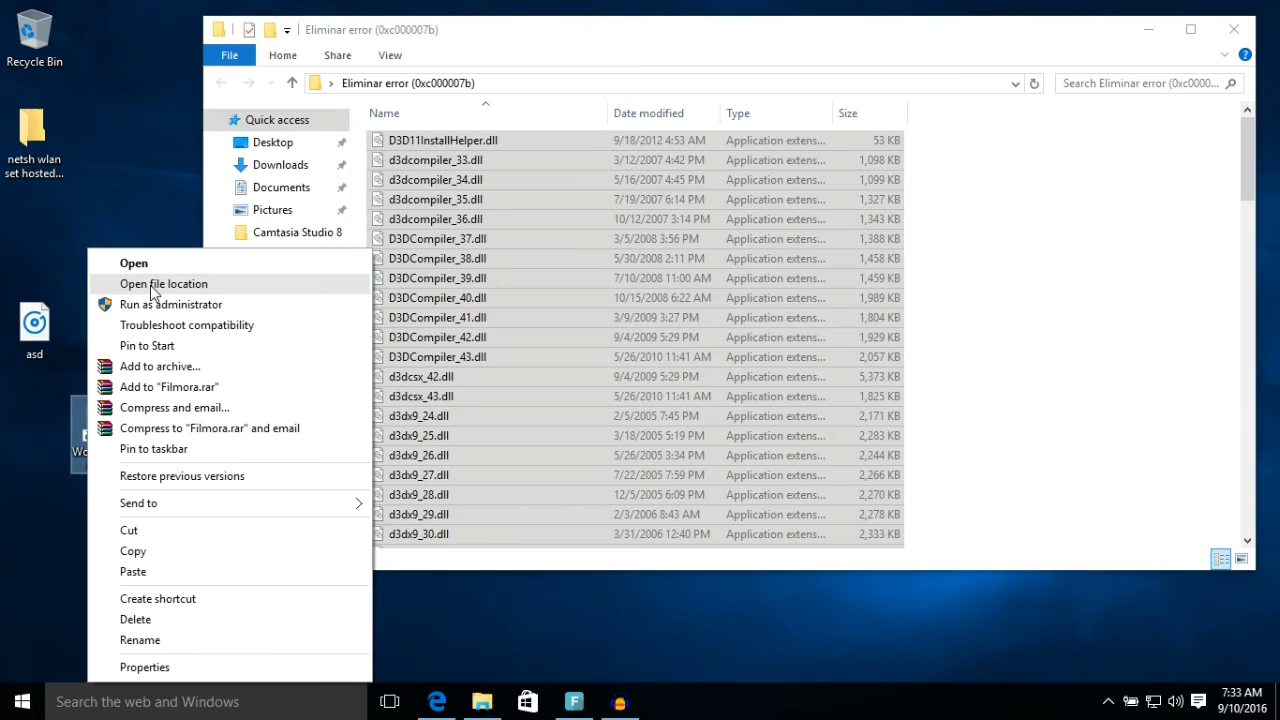 Recycle Bin
netsh wlan
set hosted...
asd
Eliminar error (0xc000007b)
File Home Share View
Eliminar error (0xc000007b)
Search Eliminar error (0xc0000...
Name Date modified Type Size
Quick access
Desktop
Downloads
Documents
Pictures
Camtasia Studio 8
D3D11InstallHelper.dll 9/18/2012 4:53 AM Application extens... 53 KB
d3dcompiler_33.dll 3/12/2007 4:42 PM Application extens... 1,098 KB
d3dcompiler_34.dll 5/16/2007 4:45 PM Application extens... 1,099 KB
d3dcompiler_35.dll 7/19/2007 6:14 PM Application extens... 1,327 KB
d3dcompiler_36.dll 10/12/2007 3:14 PM Application extens... 1,343 KB
D3DCompiler_37.dll 3/5/2008 3:56 PM Application extens... 1,388 KB
D3DCompiler_38.dll 5/30/2008 2:11 PM Application extens... 1,458 KB
D3DCompiler_39.dll 7/10/2008 11:00 AM Application extens... 1,459 KB
D3DCompiler_40.dll 10/15/2008 6:22 AM Application extens... 1,989 KB
D3DCompiler_41.dll 3/9/2009 3:27 PM Application extens... 1,804 KB
D3DCompiler_42.dll 9/4/2009 5:29 PM Application extens... 1,929 KB
D3DCompiler_43.dll 5/26/2010 11:41 AM Application extens... 2,057 KB
d3dcsx_42.dll 9/4/2009 5:29 PM Application extens... 5,373 KB
d3dcsx_43.dll 5/26/2010 11:41 AM Application extens... 1,825 KB
d3dx9_24.dll 2/5/2005 7:45 PM Application extens... 2,171 KB
d3dx9_25.dll 3/18/2005 5:19 PM Application extens... 2,283 KB
d3dx9_26.dll 5/26/2005 3:34 PM Application extens... 2,244 KB
d3dx9_27.dll 7/22/2005 7:59 PM Application extens... 2,266 KB
d3dx9_28.dll 12/5/2005 6:09 PM Application extens... 2,270 KB
d3dx9_29.dll 2/3/2006 8:43 AM Application extens... 2,278 KB
d3dx9_30.dll 3/31/2006 12:40 PM Application extens... 2,333 KB
Open
Open file location
Run as administrator
Troubleshoot compatibility
Pin to Start
Add to archive...
Add to "Filmora.rar"
Compress and email...
Compress to "Filmora.rar" and email
Pin to taskbar
Restore previous versions
Send to
Cut
Copy
Paste
Create shortcut
Delete
Rename
Properties
Search the web and Windows
7:33 AM
9/10/2016